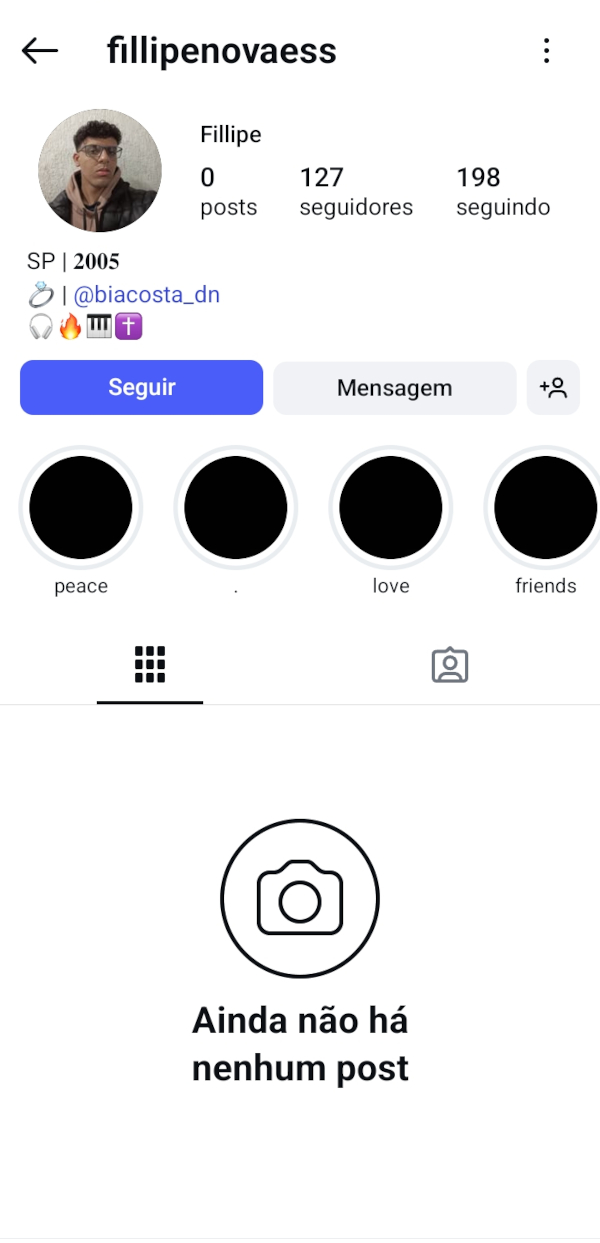 fillipenovaess
Fillipe
0 127 198
posts seguidores seguindo
SP | 𝟐𝟎𝟎𝟓
💍 | @biacosta_dn
🎧🔥🎹✝️
Seguir Mensagem
peace . love friends
Ainda não há
nenhum post